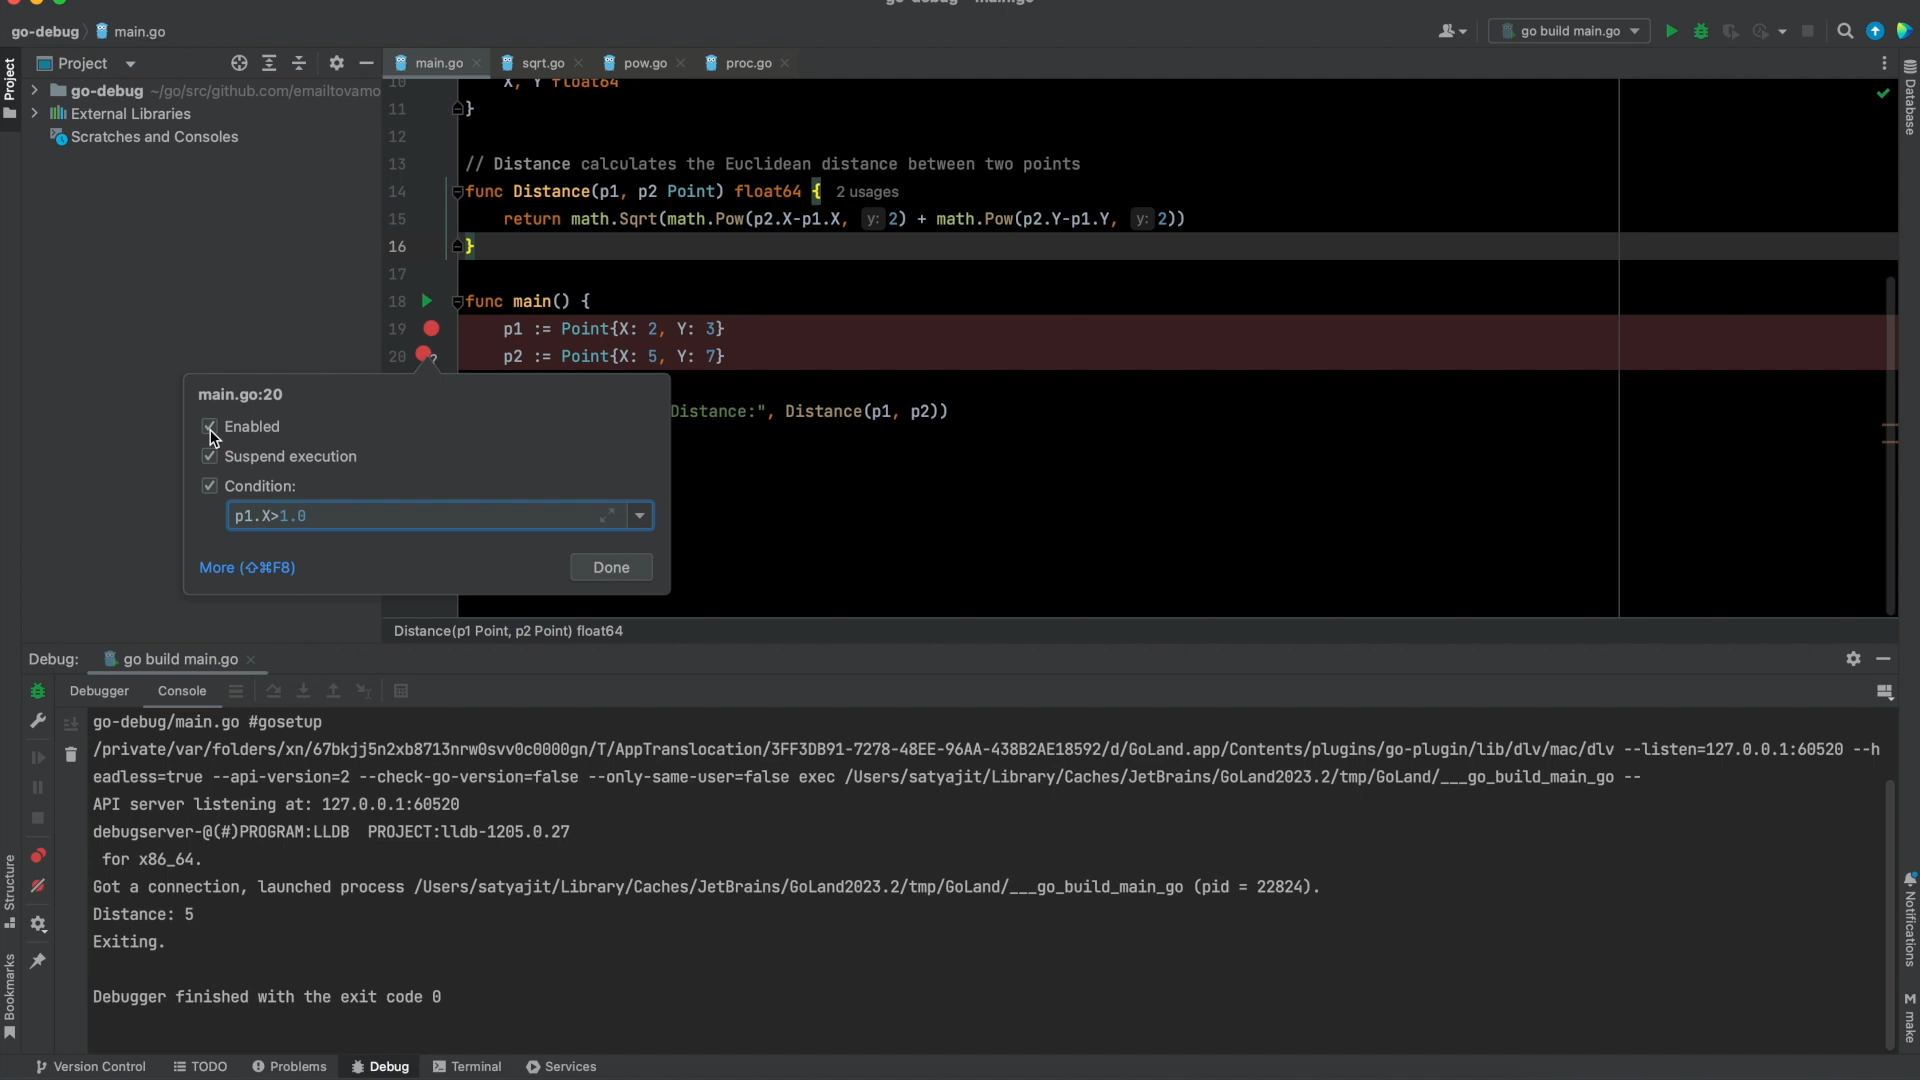 go-debug main.go
go build main.go
Project
main.go
sqrt.go
pow.go
proc.go
Project
Database
go-debug ~/go/src/github.com/emailtovamo
External Libraries
Scratches and Consoles
10 X, Y float64
11 }
12
13 // Distance calculates the Euclidean distance between two points
14 func Distance(p1, p2 Point) float64 { 2 usages
15 return math.Sqrt(math.Pow(p2.X-p1.X, y: 2) + math.Pow(p2.Y-p1.Y, y: 2))
16 }
17
18 func main() {
19 p1 := Point{X: 2, Y: 3}
20 p2 := Point{X: 5, Y: 7}
Distance:", Distance(p1, p2))
main.go:20
Enabled
Suspend execution
Condition:
p1.X>1.0
More (⇧⌘F8)
Done
Distance(p1 Point, p2 Point) float64
Debug: go build main.go
Debugger
Console
go-debug/main.go #gosetup
/private/var/folders/xn/67bkjj5n2xb8713nrw0svv0c0000gn/T/AppTranslocation/3FF3DB91-7278-48EE-96AA-438B2AE18592/d/GoLand.app/Contents/plugins/go-plugin/lib/dlv/mac/dlv --listen=127.0.0.1:60520 --h
eadless=true --api-version=2 --check-go-version=false --only-same-user=false exec /Users/satyajit/Library/Caches/JetBrains/GoLand2023.2/tmp/GoLand/___go_build_main_go --
API server listening at: 127.0.0.1:60520
debugserver-@(#)PROGRAM:LLDB  PROJECT:lldb-1205.0.27
for x86_64.
Got a connection, launched process /Users/satyajit/Library/Caches/JetBrains/GoLand2023.2/tmp/GoLand/___go_build_main_go (pid = 22824).
Distance: 5
Exiting.
Debugger finished with the exit code 0
Structure
Bookmarks
Notifications
M make
Version Control
TODO
Problems
Debug
Terminal
Services